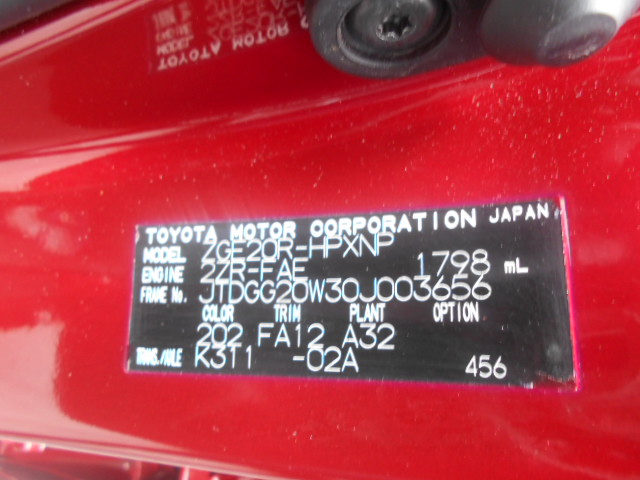 TOYOTA MOTOR CORPORATION JAPAN
MODEL ZGE20R-HPXNP
ENGINE 2ZR-FAE 1798 mL
FRAME No. JTDGG20W30J003656
COLOR TRIM PLANT OPTION
202 FA12 A32
TRANS./AXLE K311 -02A
456